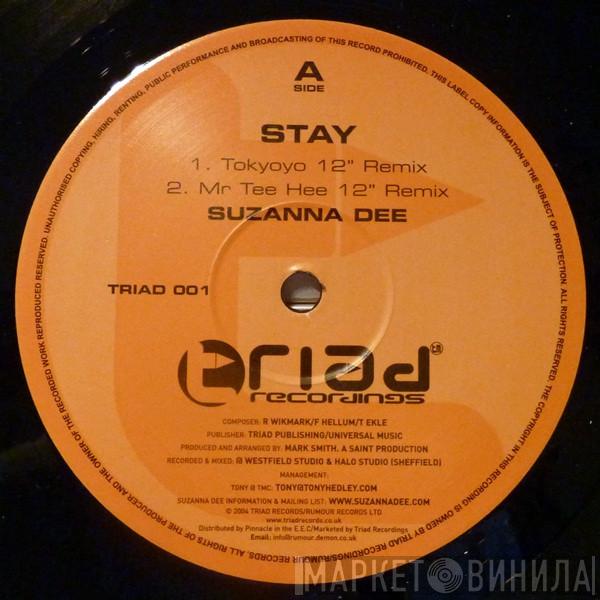 UNAUTHORISED COPYING, HIRING, RENTING, PUBLIC PERFORMANCE AND BROADCASTING OF THIS RECORD PROHIBITED. THIS LABEL COPY INFORMATION IS THE SUBJECT OF PROTECTION. ALL RIGHTS RESERVED. THE COPYRIGHT IN THIS RECORDING IS OWNED BY TRIAD RECORDINGS/RUMOUR RECORDS. ALL RIGHTS OF THE PRODUCER AND THE OWNER OF THE RECORDED WORK REPRODUCED RESERVED.
A
SIDE
STAY
1. Tokyoyo 12" Remix
2. Mr Tee Hee 12" Remix
SUZANNA DEE
TRIAD 001
triad
recordings
COMPOSER: R WIKMARK/F HELLUM/T EKLE
PUBLISHER: TRIAD PUBLISHING/UNIVERSAL MUSIC
PRODUCED AND ARRANGED BY: MARK SMITH. A SAINT PRODUCTION
RECORDED & MIXED: @ WESTFIELD STUDIO & HALO STUDIO (SHEFFIELD)
MANAGEMENT:
TONY @ TMC: TONY@TONYHEDLEY.COM
SUZANNA DEE INFORMATION & MAILING LIST: WWW.SUZANNADEE.COM
© 2004 TRIAD RECORDS/RUMOUR RECORDS LTD
www.triadrecords.co.uk
Distributed by Pinnacle in the E.E.C/Marketed by Triad Recordings
Email: info@rumour.demon.co.uk
МАРКЕТ ВИНИЛА